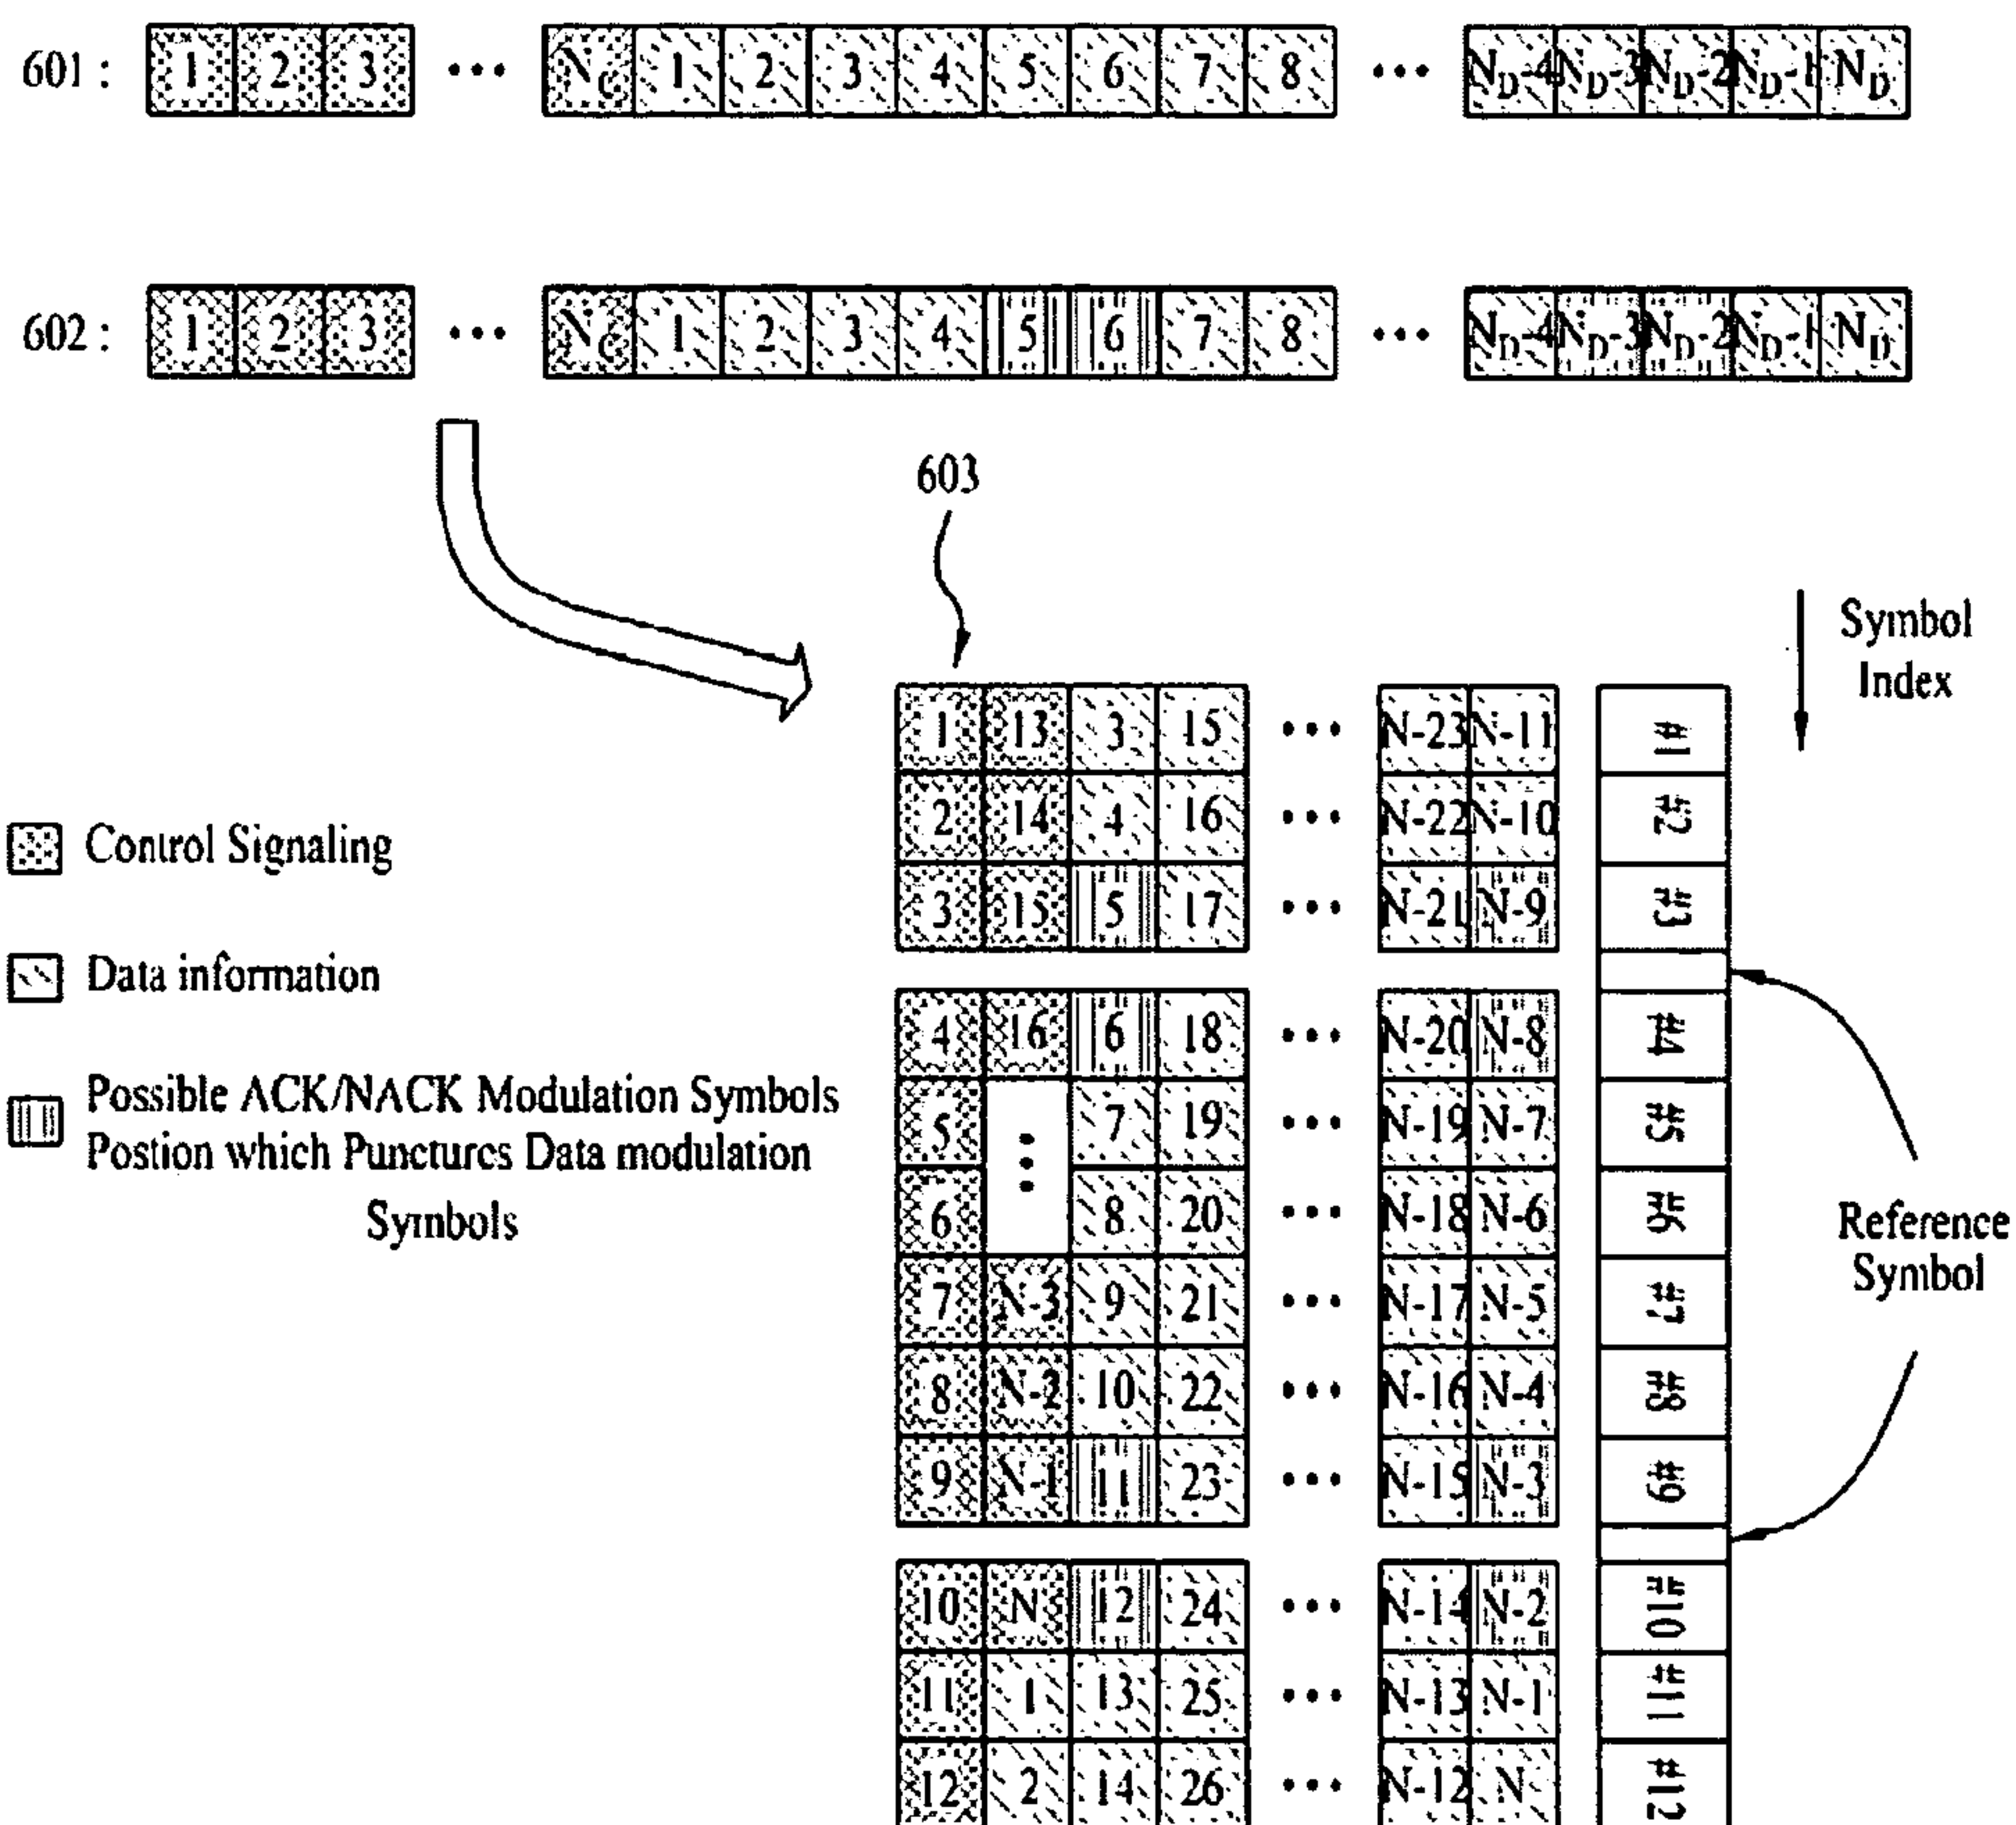 601 : 1 2 3 ••• N_C 1 2 3 4 5 6 7 8 ••• N_D-4 N_D-3 N_D-2 N_D-1 N_D
602 : 1 2 3 ••• N_C 1 2 3 4 5 6 7 8 ••• N_D-4 N_D-3 N_D-2 N_D-1 N_D
603
Symbol
Index
1 13 3 15 ••• N-23 N-11 #1
2 14 4 16 ••• N-22 N-10 #2
3 15 5 17 ••• N-21 N-9 #3
4 16 6 18 ••• N-20 N-8 #4
5 7 19 ••• N-19 N-7 #5
6 8 20 ••• N-18 N-6 #6
7 N-3 9 21 ••• N-17 N-5 #7
8 N-2 10 22 ••• N-16 N-4 #8
9 N-1 11 23 ••• N-15 N-3 #9
10 N 12 24 ••• N-14 N-2 #10
11 1 13 25 ••• N-13 N-1 #11
12 2 14 26 ••• N-12 N #12
Control Signaling
Data information
Possible ACK/NACK Modulation Symbols
Postion which Punctures Data modulation
Symbols
Reference
Symbol